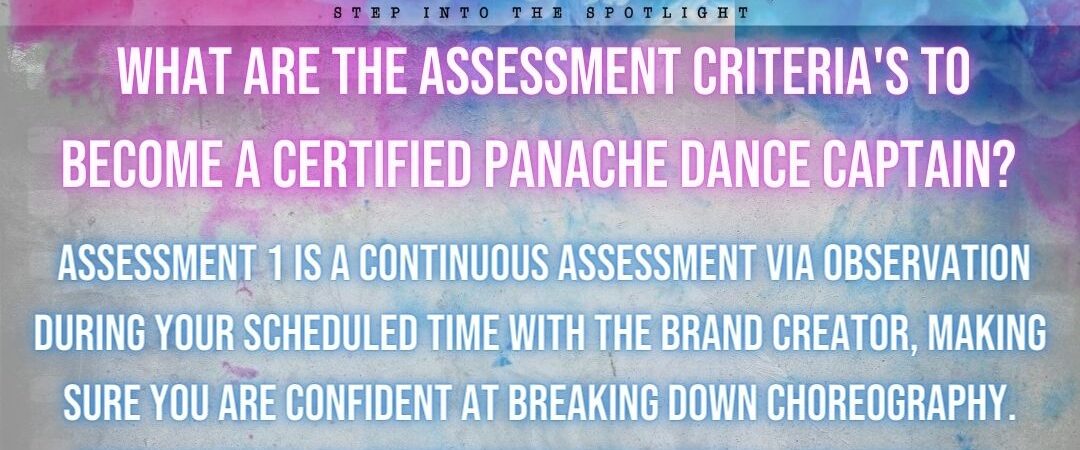 STEP INTO THE SPOTLIGHT
WHAT ARE THE ASSESSMENT CRITERIA'S TO
BECOME A CERTIFIED PANACHE DANCE CAPTAIN?
ASSESSMENT 1 IS A CONTINUOUS ASSESSMENT VIA OBSERVATION
DURING YOUR SCHEDULED TIME WITH THE BRAND CREATOR, MAKING
SURE YOU ARE CONFIDENT AT BREAKING DOWN CHOREOGRAPHY.